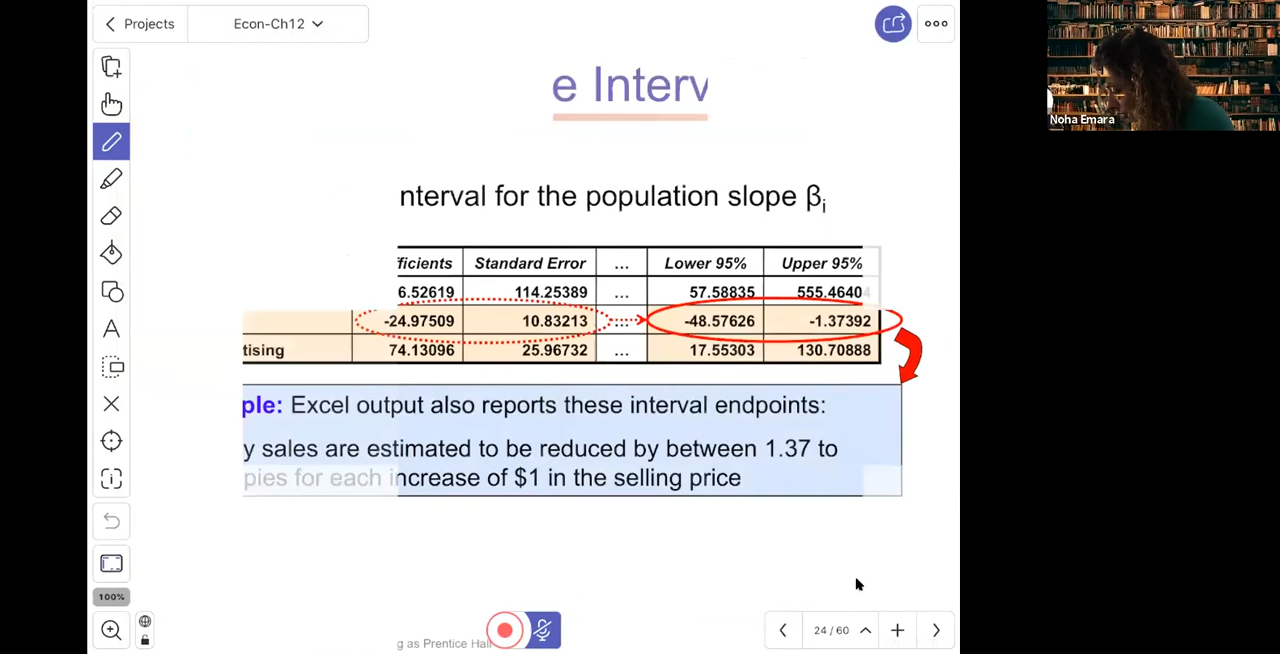 Projects
Econ-Ch12
Noha Emara
e Interv
nterval for the population slope βi
fficients Standard Error ... Lower 95% Upper 95%
6.52619 114.25389 ... 57.58835 555.46404
-24.97509 10.83213 ... -48.57626 -1.37392
tising 74.13096 25.96732 ... 17.55303 130.70888
ple: Excel output also reports these interval endpoints:
y sales are estimated to be reduced by between 1.37 to
pies for each increase of $1 in the selling price
100%
g as Prentice Hall
24 / 60